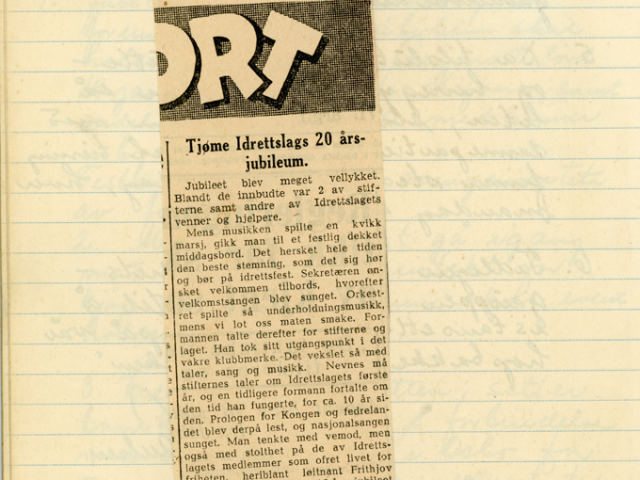 ORT
Tjøme Idrettslags 20 års-
jubileum.
Jubileet blev meget vellykket.
Blandt de innbudte var 2 av stif-
terne samt andre av Idrettslagets
venner og hjelpere.
Mens musikken spilte en kvikk
marsj, gikk man til et festlig dekket
middagsbord. Det hersket hele tiden
den beste stemning, som det sig hør
og bør på idrettsfest. Sekretæren øn-
sket velkommen tilbords, hvorefter
velkomstsangen blev sunget. Orkest-
ret spilte så underholdningsmusikk,
mens vi lot oss maten smake. For-
mannen talte derefter for stifterne og
laget. Han tok sitt utgangspunkt i det
vakre klubbmerke. Det vekslet så med
taler, sang og musikk. Nevnes må
stifternes taler om Idrettslagets første
år, og en tidligere formann fortalte om
den tid han fungerte, for ca. 10 år si-
den. Prologen for Kongen og fedrelan-
det blev derpå lest, og nasjonalsangen
sunget. Man tenkte med vemod, men
også med stolthet på de av Idretts-
lagets medlemmer som ofret livet for
friheten, heriblant løitnant Frithjov